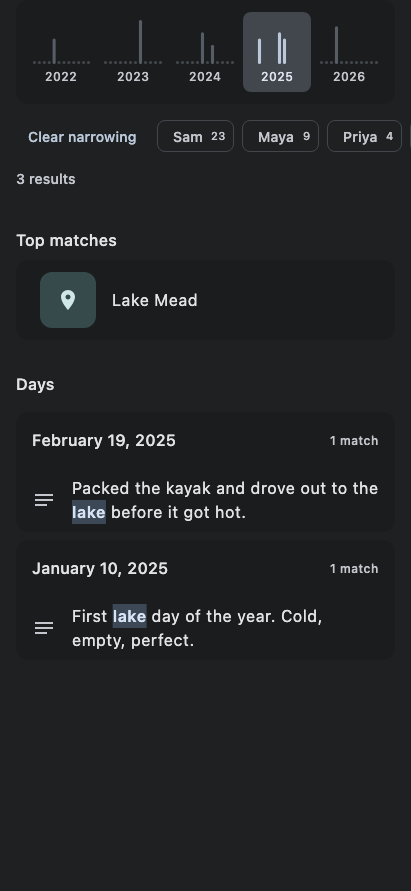 2022 2023 2024 2025 2026
Clear narrowing Sam 23 Maya 9 Priya 4
3 results
Top matches
Lake Mead
Days
February 19, 2025 1 match
Packed the kayak and drove out to the
lake before it got hot.
January 10, 2025 1 match
First lake day of the year. Cold,
empty, perfect.